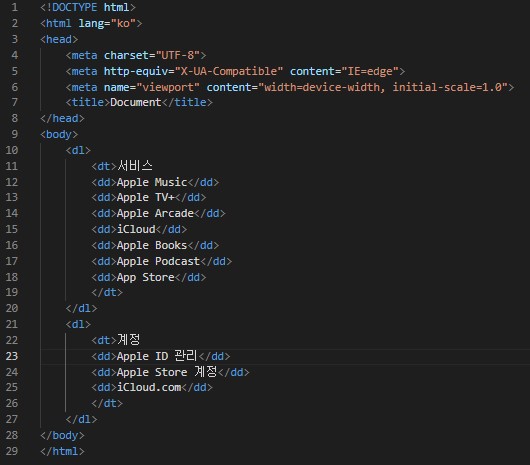 1 <!DOCTYPE html>
2 <html lang="ko">
3 <head>
4     <meta charset="UTF-8">
5     <meta http-equiv="X-UA-Compatible" content="IE=edge">
6     <meta name="viewport" content="width=device-width, initial-scale=1.0">
7     <title>Document</title>
8 </head>
9 <body>
10     <dl>
11         <dt>서비스
12         <dd>Apple Music</dd>
13         <dd>Apple TV+</dd>
14         <dd>Apple Arcade</dd>
15         <dd>iCloud</dd>
16         <dd>Apple Books</dd>
17         <dd>Apple Podcast</dd>
18         <dd>App Store</dd>
19         </dt>
20     </dl>
21     <dl>
22         <dt>계정
23         <dd>Apple ID 관리</dd>
24         <dd>Apple Store 계정</dd>
25         <dd>iCloud.com</dd>
26         </dt>
27     </dl>
28 </body>
29 </html>